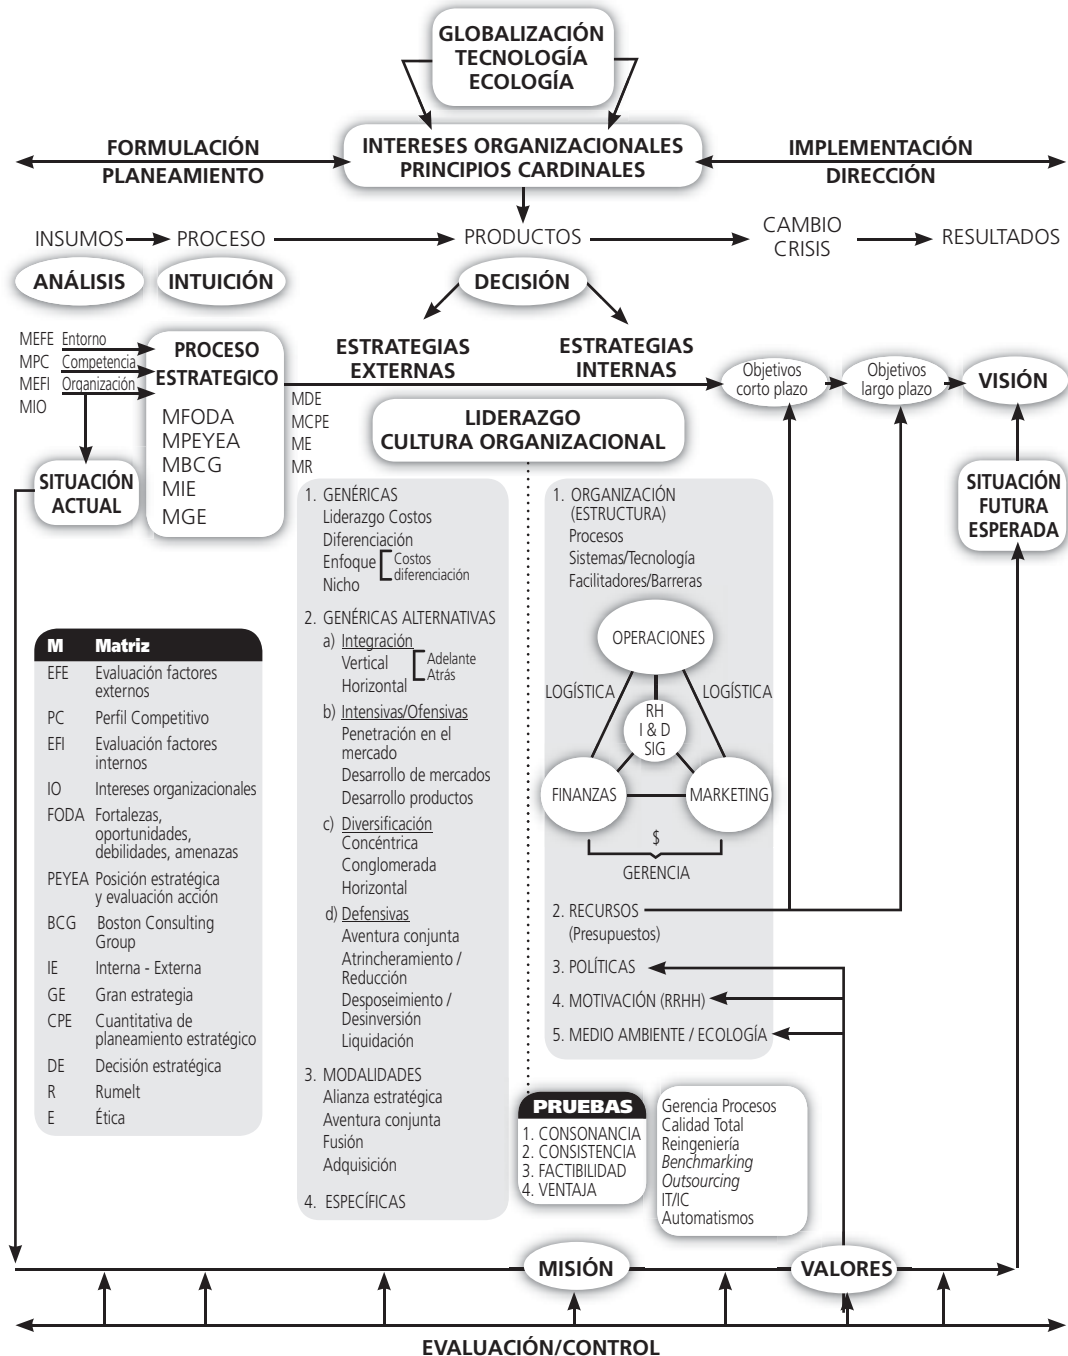 GLOBALIZACIÓN
TECNOLOGÍA
ECOLOGÍA
FORMULACIÓN
PLANEAMIENTO
INTERESES ORGANIZACIONALES
PRINCIPIOS CARDINALES
IMPLEMENTACIÓN
DIRECCIÓN
INSUMOS
PROCESO
PRODUCTOS
CAMBIO
CRISIS
RESULTADOS
ANÁLISIS
INTUICIÓN
DECISIÓN
MEFE Entorno
MPC Competencia
MEFI Organización
MIO
PROCESO
ESTRATEGICO
MFODA
MPEYEA
MBCG
MIE
MGE
ESTRATEGIAS
EXTERNAS
ESTRATEGIAS
INTERNAS
Objetivos
corto plazo
Objetivos
largo plazo
VISIÓN
MDE
MCPE
ME
MR
LIDERAZGO
CULTURA ORGANIZACIONAL
SITUACIÓN
ACTUAL
SITUACIÓN
FUTURA
ESPERADA
1. GENÉRICAS
Liderazgo Costos
Diferenciación
Enfoque
Nicho
Costos
diferenciación
2. GENÉRICAS ALTERNATIVAS
a) Integración
Vertical
Horizontal
Adelante
Atrás
b) Intensivas/Ofensivas
Penetración en el
mercado
Desarrollo de mercados
Desarrollo productos
c) Diversificación
Concéntrica
Conglomerada
Horizontal
d) Defensivas
Aventura conjunta
Atrincheramiento /
Reducción
Desposeimiento /
Desinversión
Liquidación
3. MODALIDADES
Alianza estratégica
Aventura conjunta
Fusión
Adquisición
4. ESPECÍFICAS
1. ORGANIZACIÓN
(ESTRUCTURA)
Procesos
Sistemas/Tecnología
Facilitadores/Barreras
OPERACIONES
LOGÍSTICA
LOGÍSTICA
RH
I & D
SIG
FINANZAS
MARKETING
$
GERENCIA
2. RECURSOS
(Presupuestos)
3. POLÍTICAS
4. MOTIVACIÓN (RRHH)
5. MEDIO AMBIENTE / ECOLOGÍA
M Matriz
EFE Evaluación factores
externos
PC Perfil Competitivo
EFI Evaluación factores
internos
IO Intereses organizacionales
FODA Fortalezas,
oportunidades,
debilidades, amenazas
PEYEA Posición estratégica
y evaluación acción
BCG Boston Consulting
Group
IE Interna - Externa
GE Gran estrategia
CPE Cuantitativa de
planeamiento estratégico
DE Decisión estratégica
R Rumelt
E Ética
PRUEBAS
1. CONSONANCIA
2. CONSISTENCIA
3. FACTIBILIDAD
4. VENTAJA
Gerencia Procesos
Calidad Total
Reingeniería
Benchmarking
Outsourcing
IT/IC
Automatismos
MISIÓN
VALORES
EVALUACIÓN/CONTROL